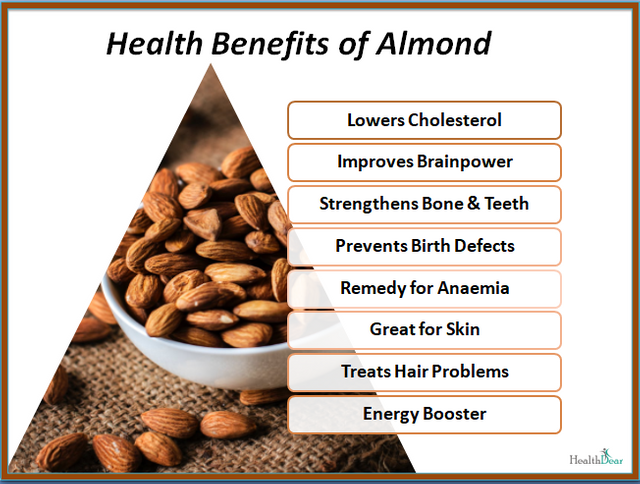 Health Benefits of Almond
Lowers Cholesterol
Improves Brainpower
Strengthens Bone & Teeth
Prevents Birth Defects
Remedy for Anaemia
Great for Skin
Treats Hair Problems
Energy Booster
HealthDear